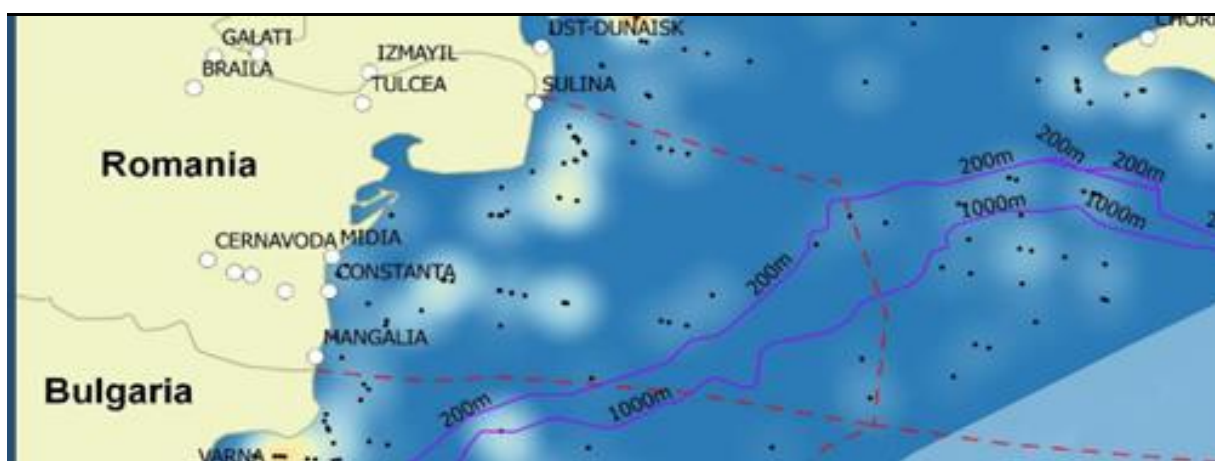 GALATI
BRAILA
IZMAYIL
TULCEA
UST-DUNAISK
SULINA
Romania
CERNAVODA
MIDIA
CONSTANTA
MANGALIA
Bulgaria
VARNA
200m
200m
200m
200m
200m
1000m
1000m
1000m